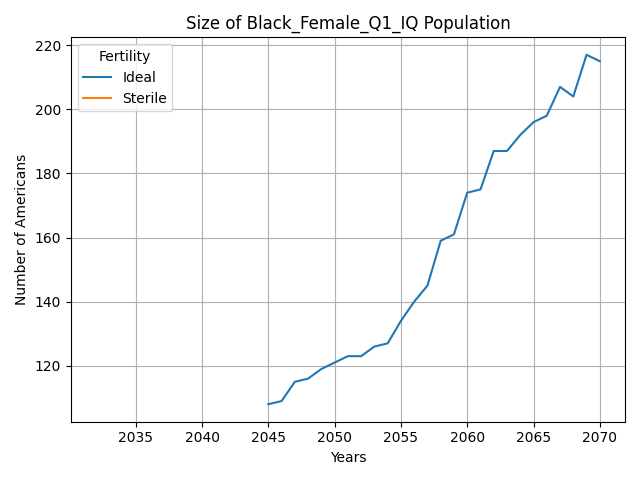 Size of Black_Female_Q1_IQ Population
Fertility
Ideal
Sterile
Number of Americans
220
200
180
160
140
120
2035 2040 2045 2050 2055 2060 2065 2070
Years